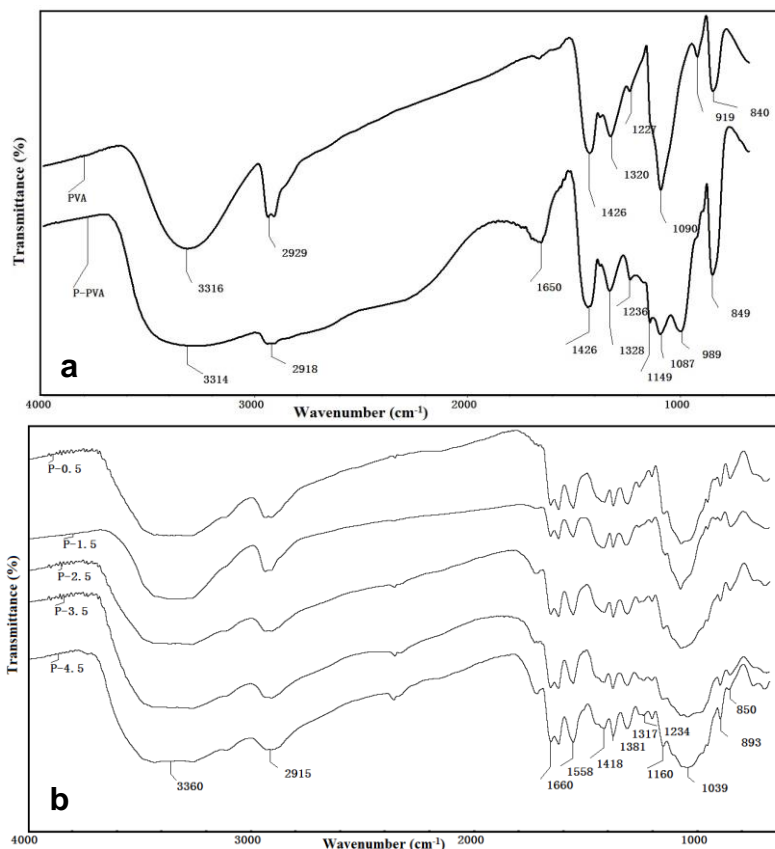 Transmittance (%)
PVA
P-PVA
3316
2929
1426
1320
1227
1090
919
840
3314
2918
1650
1426
1328
1236
1149
1087
989
849
a
4000
3000
2000
1000
Wavenumber (cm-1)
Transmittance (%)
P-0.5
P-1.5
P-2.5
P-3.5
P-4.5
3360
2915
1660
1558
1418
1381
1317
1234
1160
1039
893
850
b
4000
3000
2000
1000
Wavenumber (cm-1)